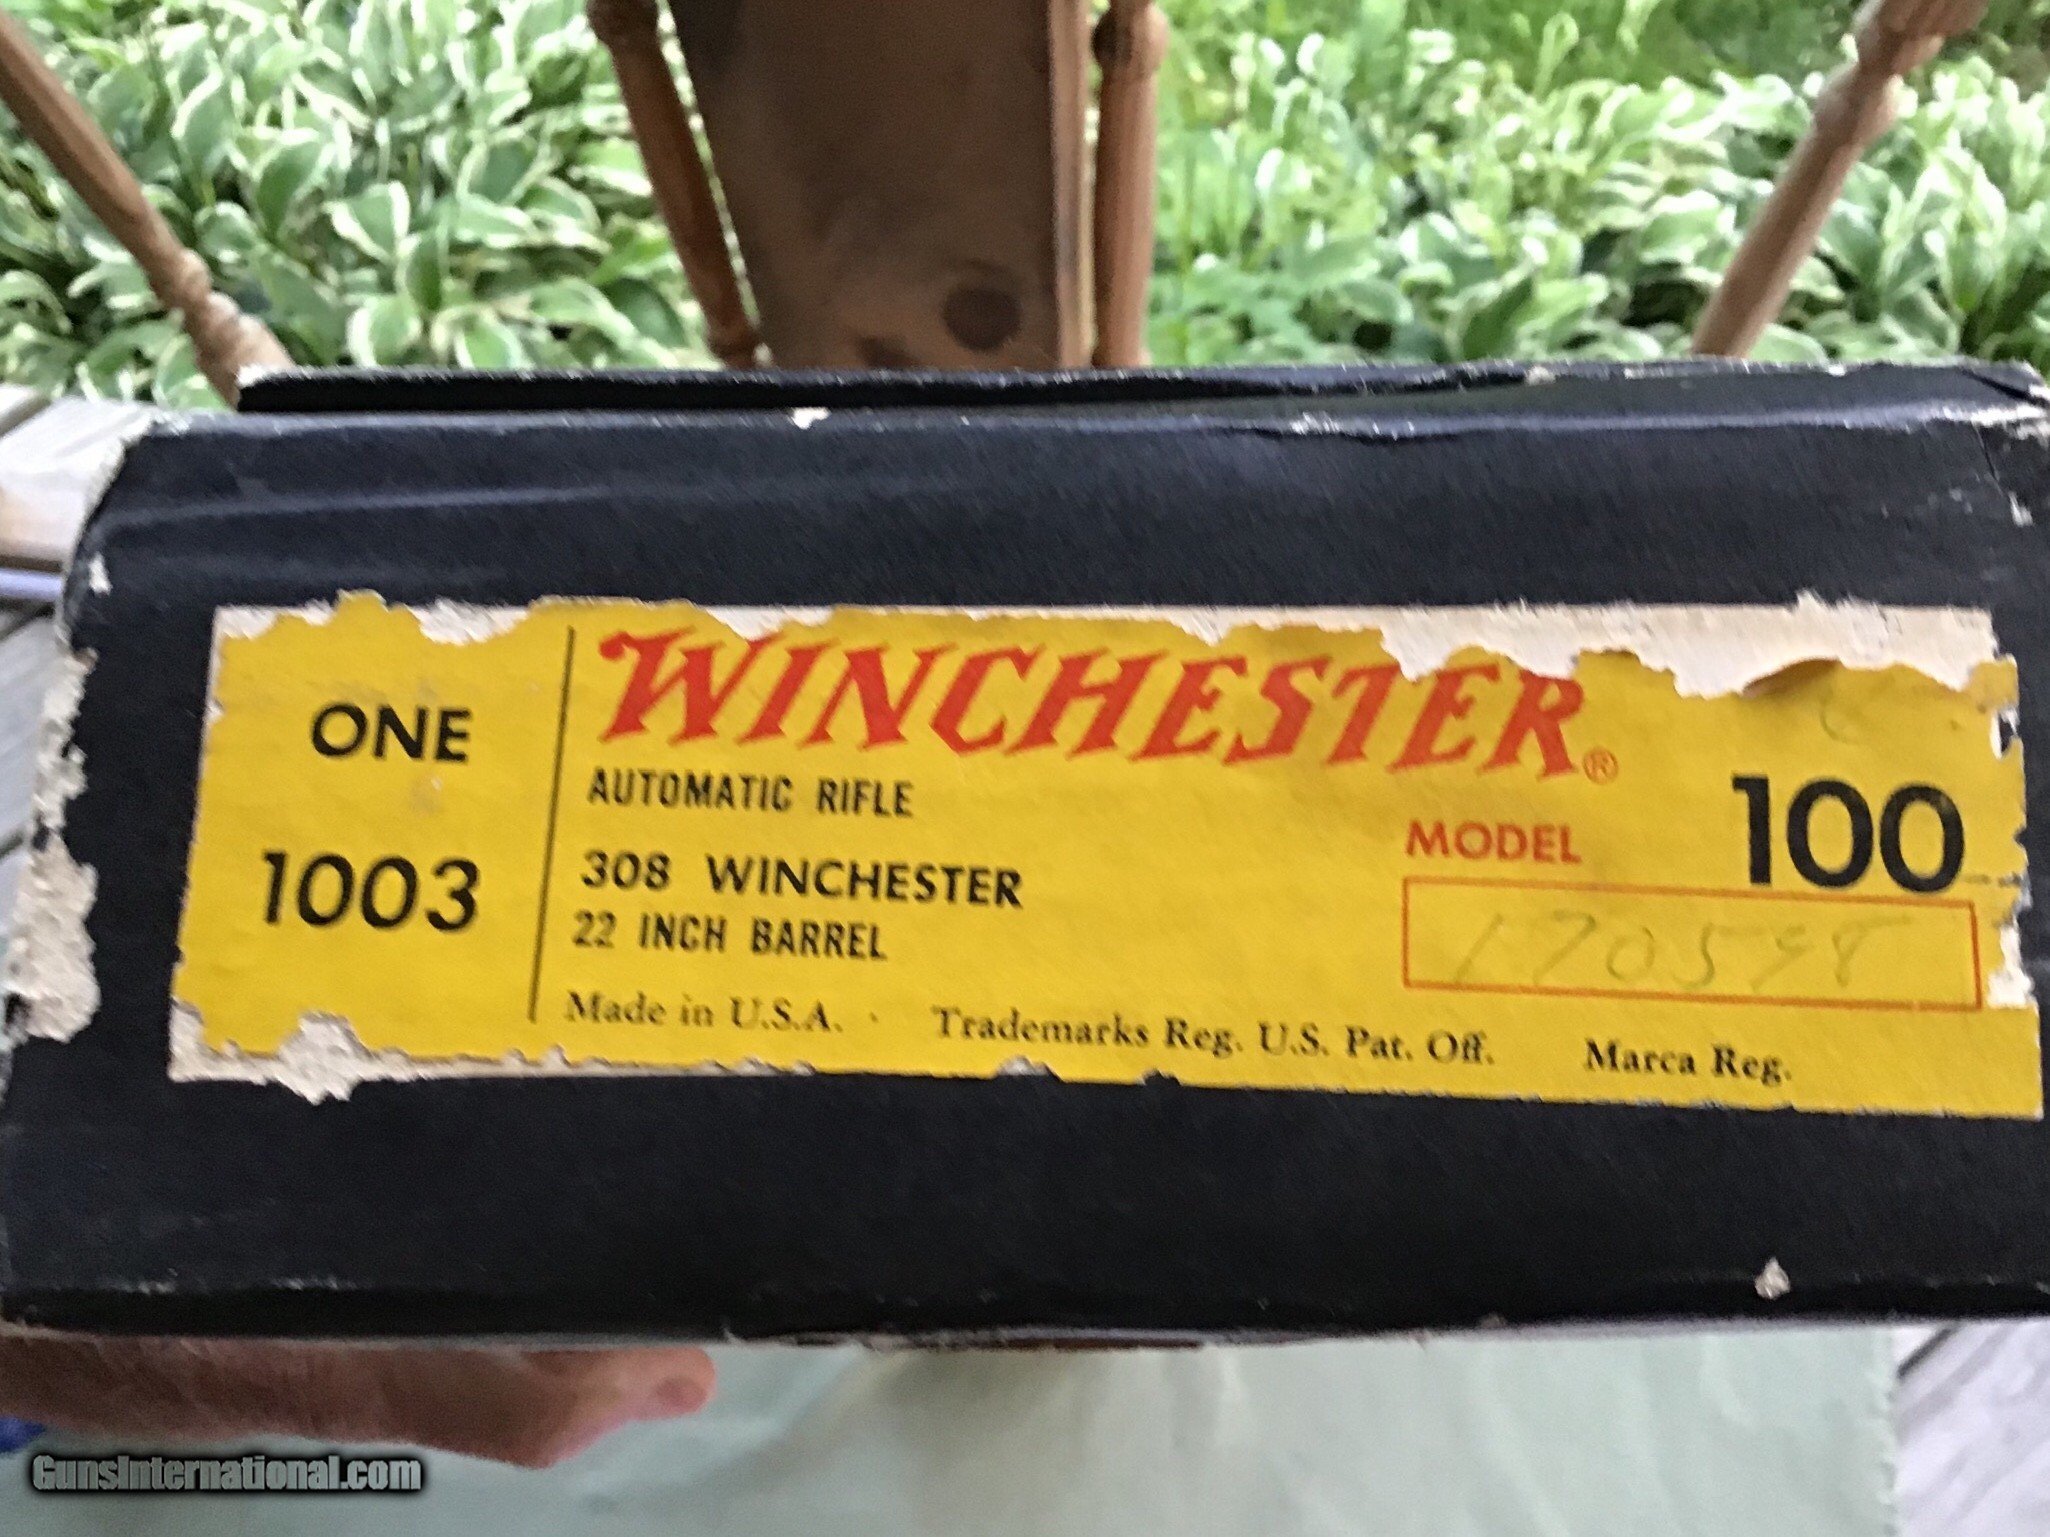 ONE
1003
WINCHESTER®
AUTOMATIC RIFLE
308 WINCHESTER
22 INCH BARREL
MODEL 100
170598
Made in U.S.A. · Trademarks Reg. U.S. Pat. Off. Marca Reg.
GunsInternational.com